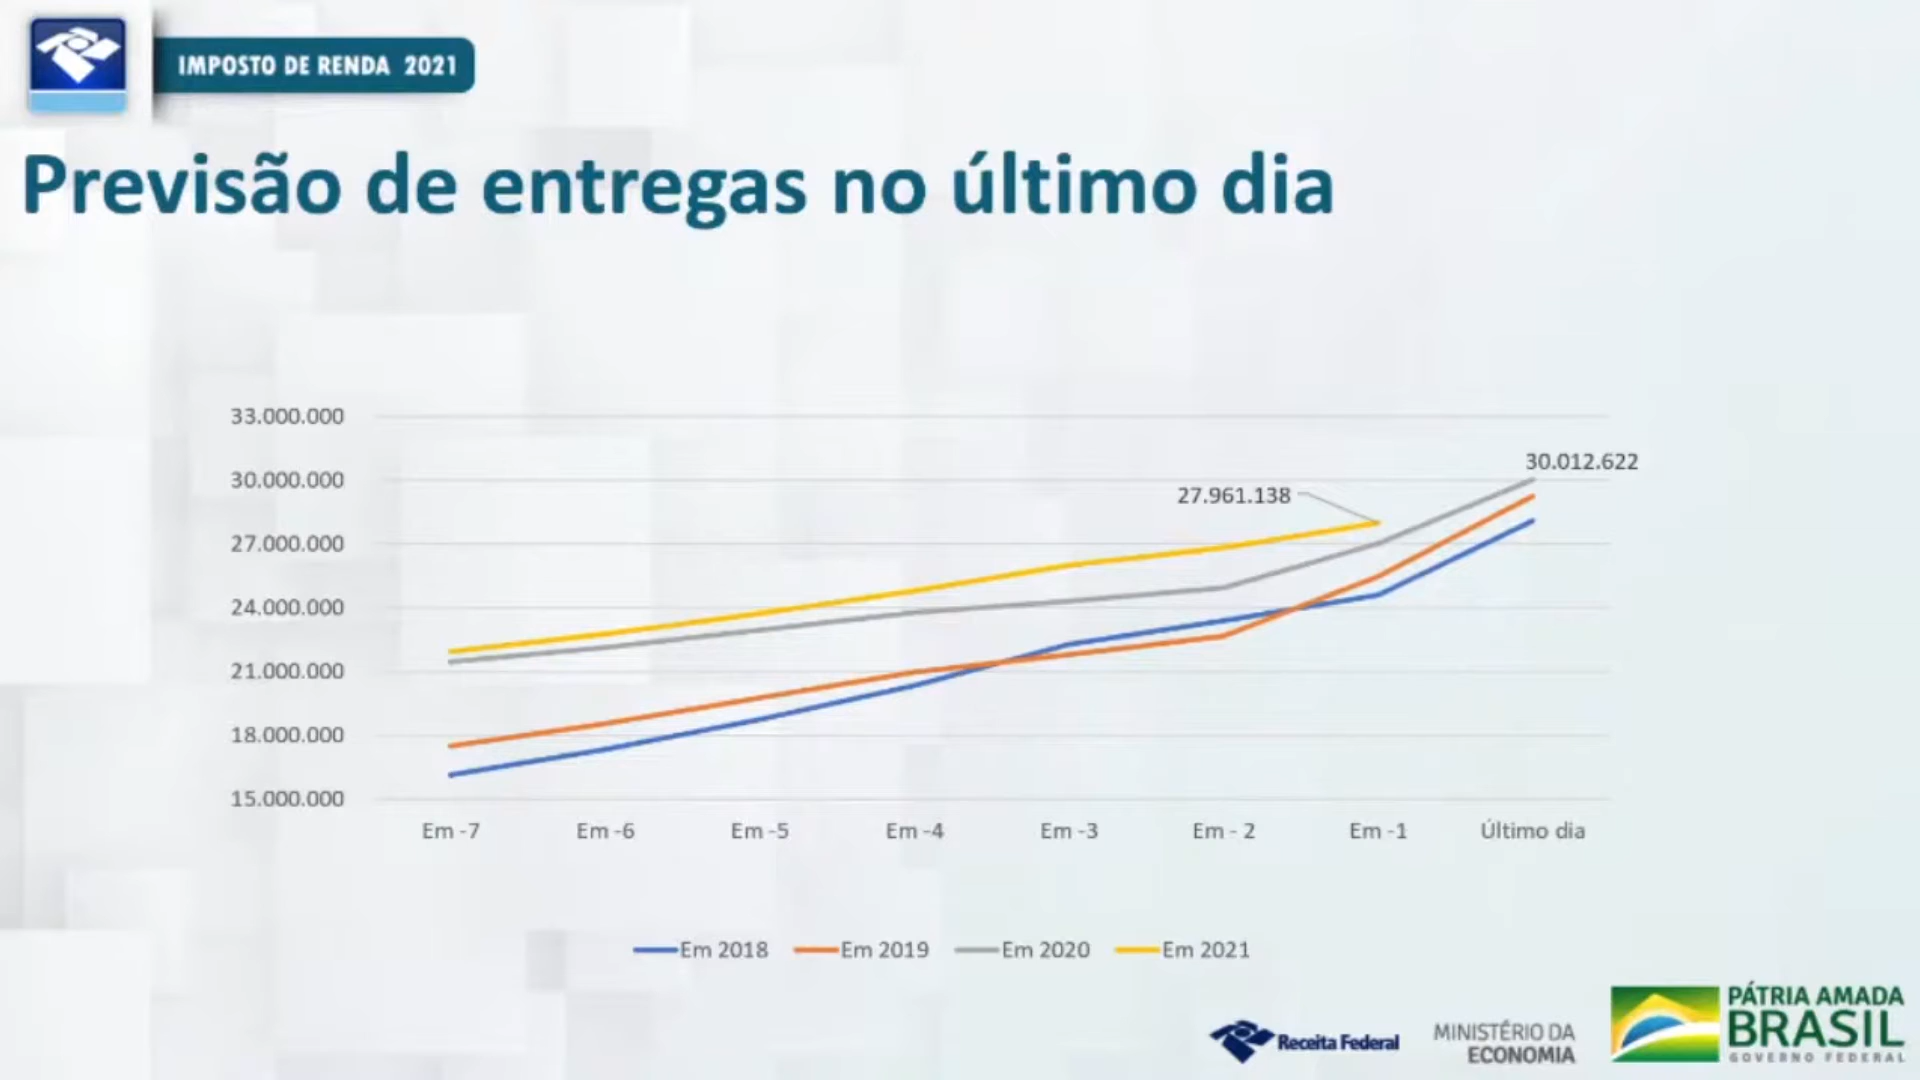 IMPOSTO DE RENDA 2021
Previsão de entregas no último dia
33.000.000
30.000.000
27.000.000
24.000.000
21.000.000
18.000.000
15.000.000
27.961.138
30.012.622
Em -7 Em -6 Em -5 Em -4 Em -3 Em - 2 Em -1 Último dia
Em 2018 Em 2019 Em 2020 Em 2021
Receita Federal
MINISTÉRIO DA
ECONOMIA
PÁTRIA AMADA
BRASIL
GOVERNO FEDERAL